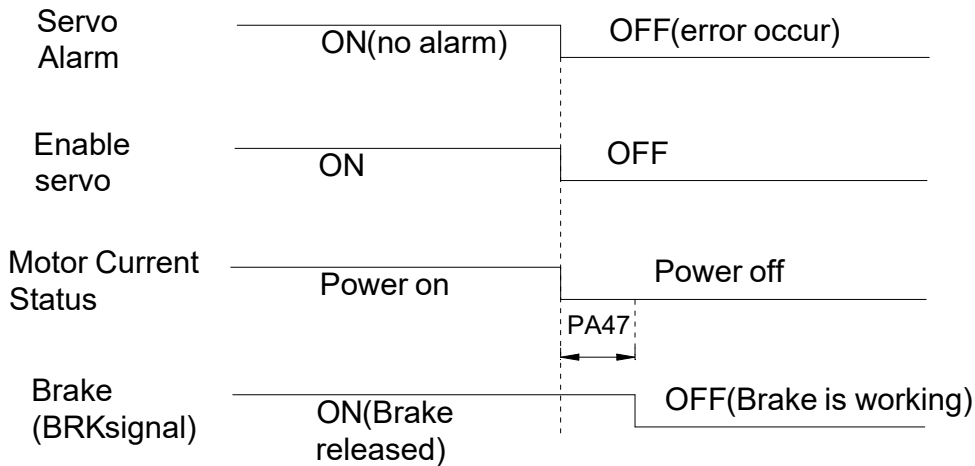 Servo
Alarm
ON(no alarm)
OFF(error occur)
Enable
servo
ON
OFF
Motor Current
Status
Power on
Power off
PA47
Brake
(BRKsignal)
ON(Brake
released)
OFF(Brake is working)